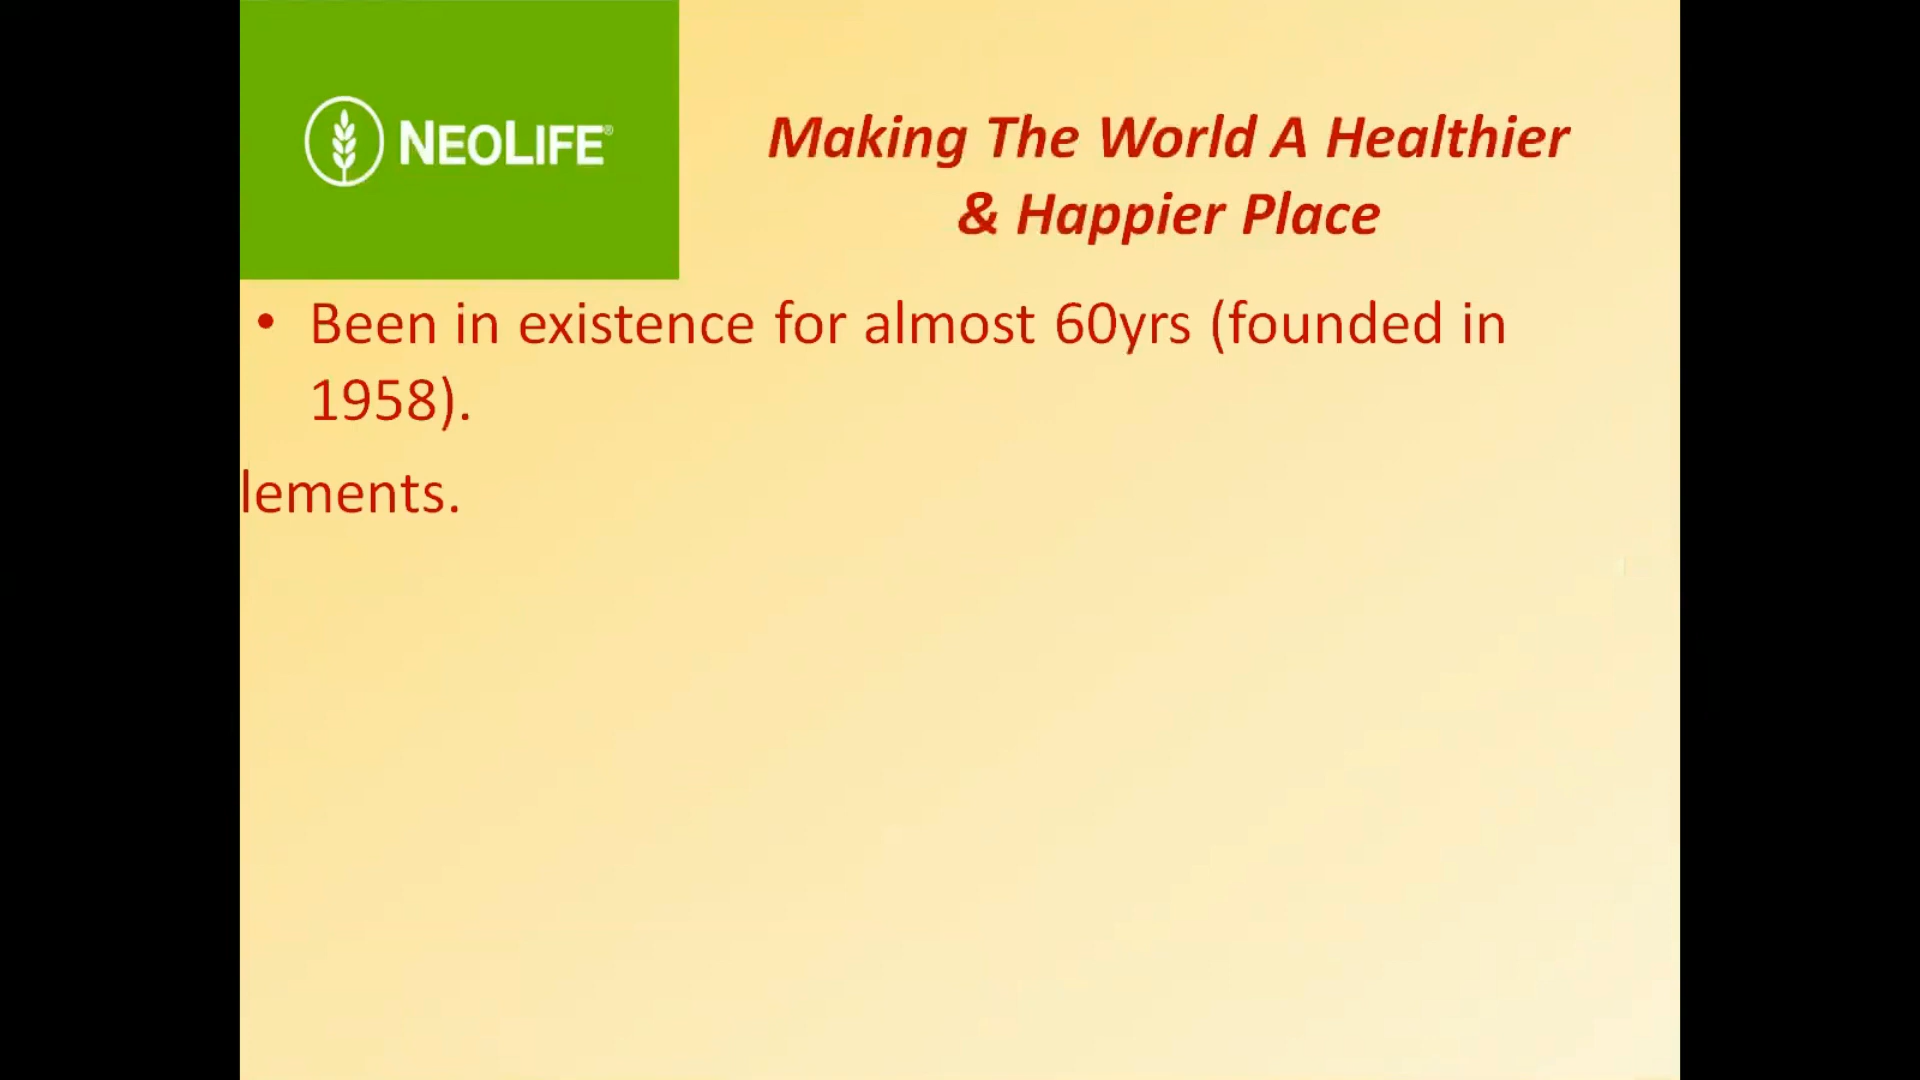 NEOLIFE®
Making The World A Healthier
& Happier Place
• Been in existence for almost 60yrs (founded in
1958).
lements.